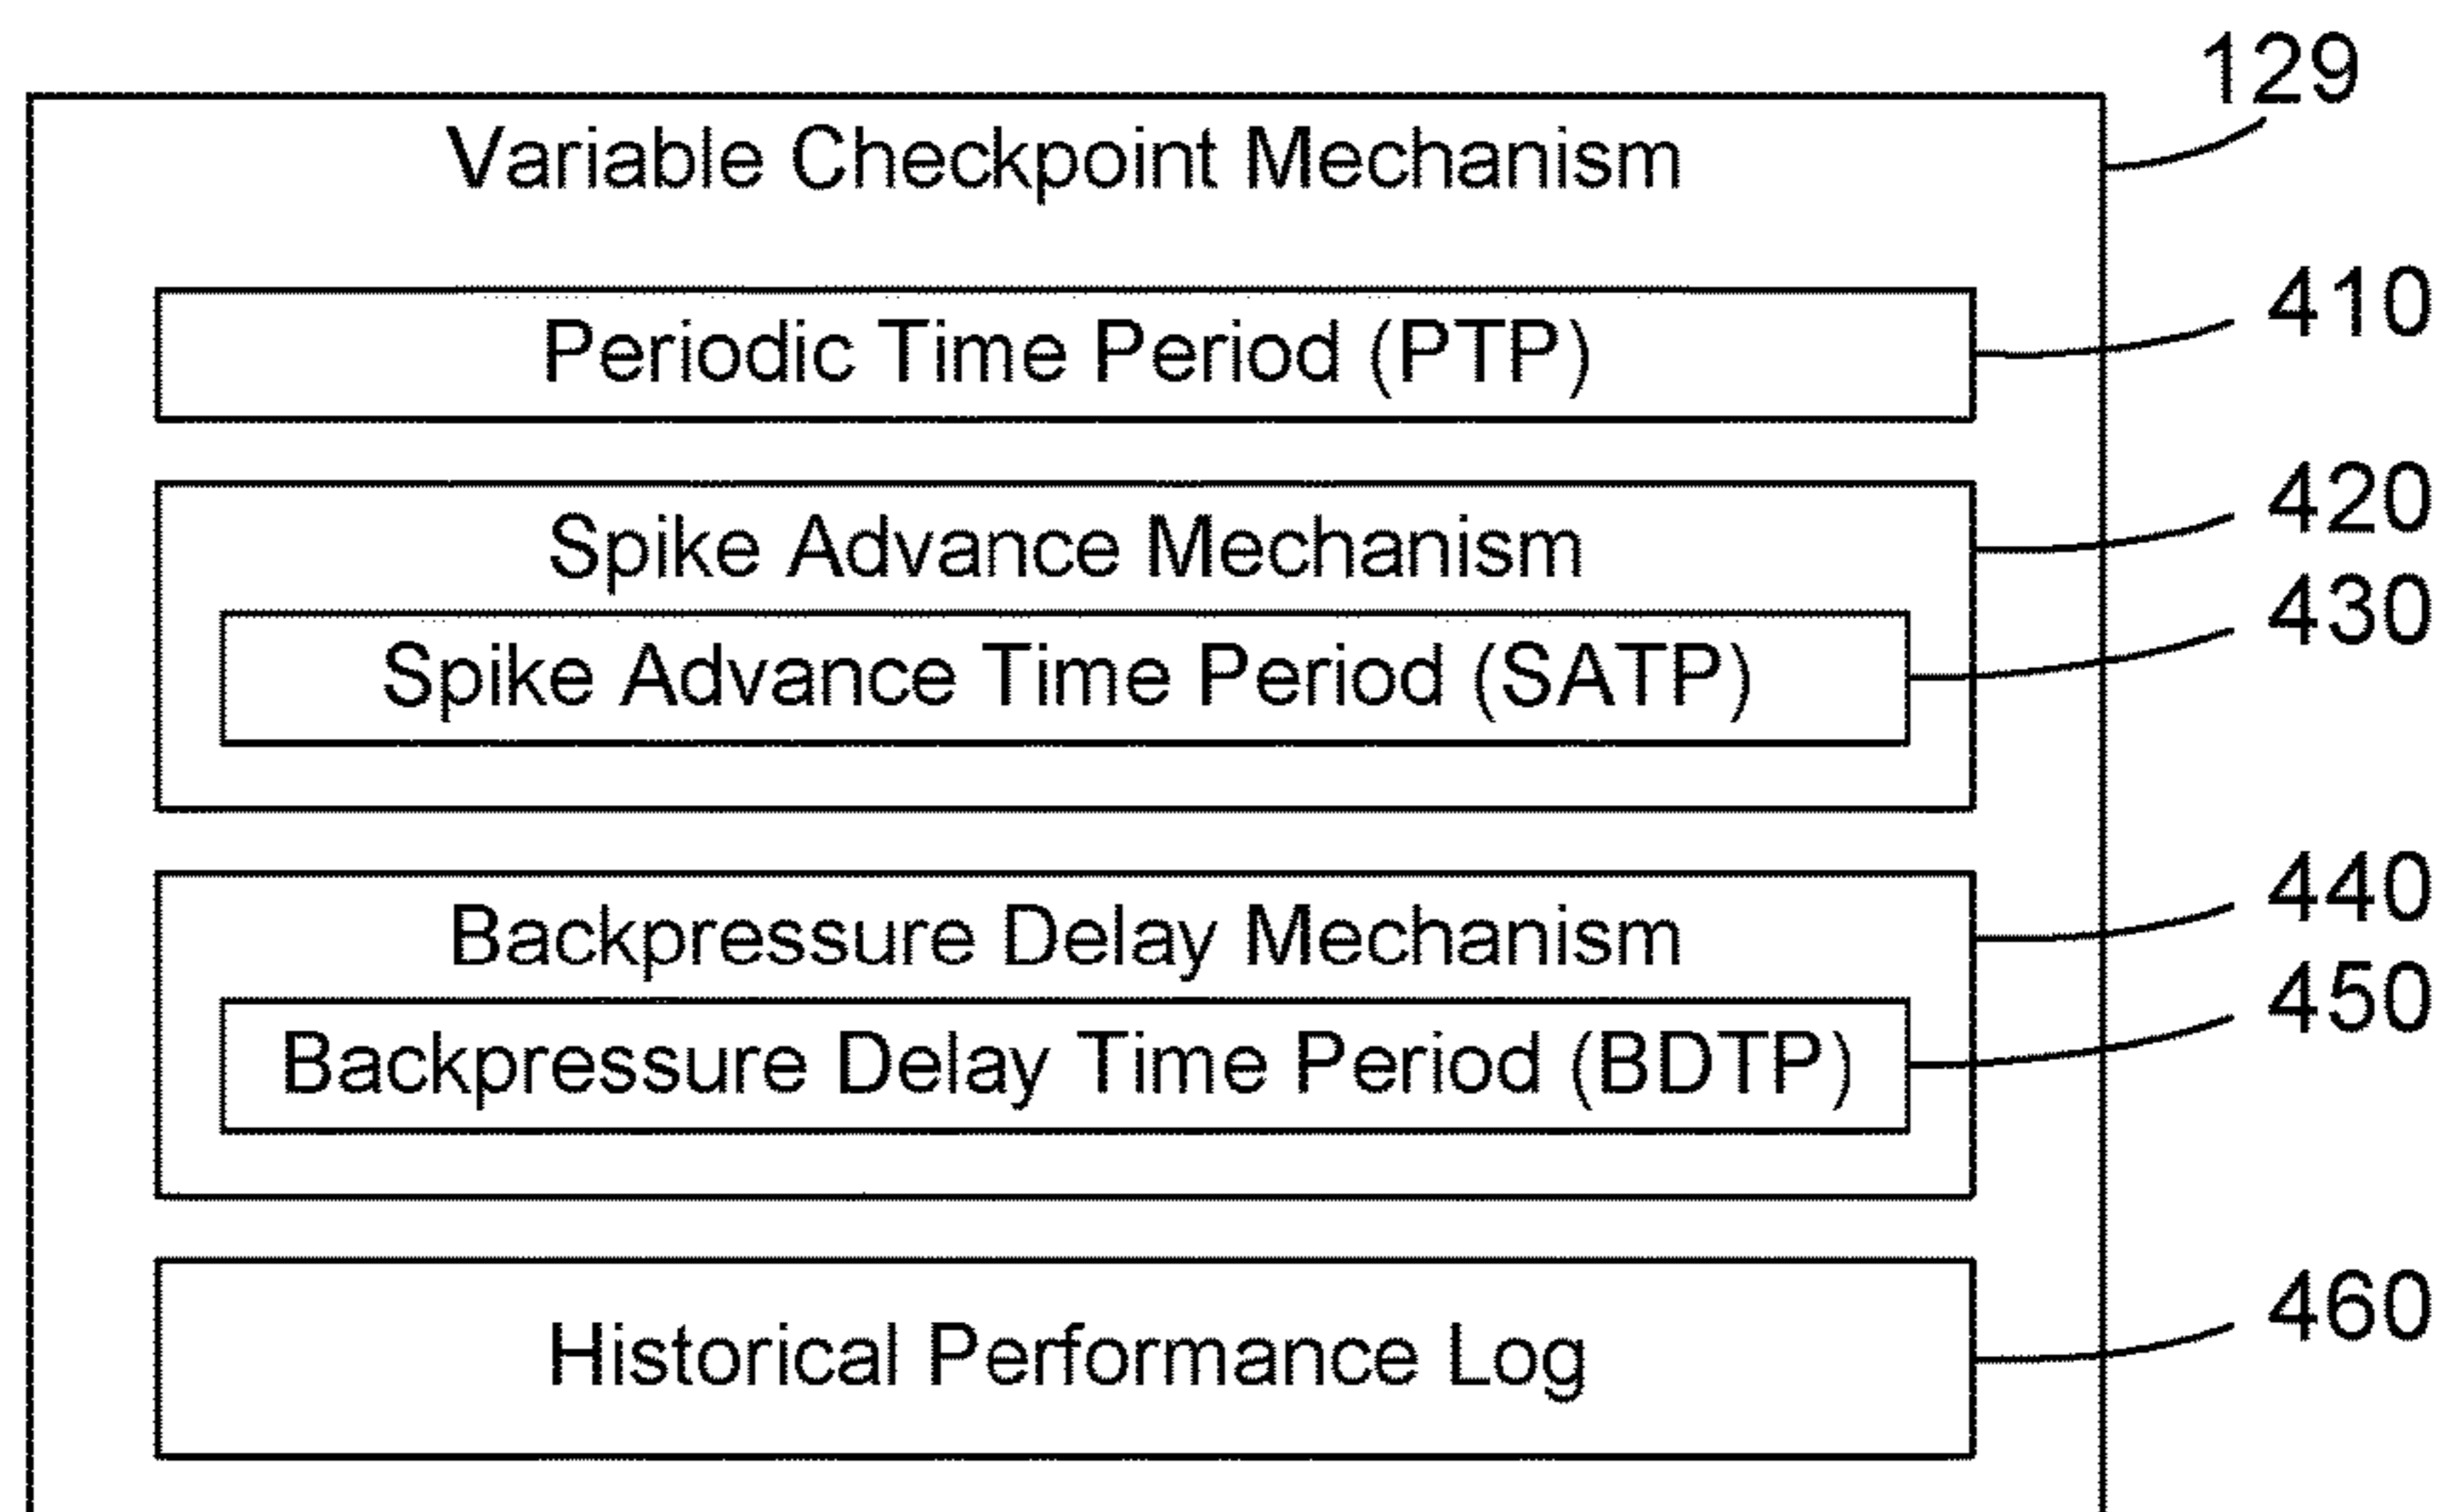 129
Variable Checkpoint Mechanism
410
Periodic Time Period (PTP)
420
Spike Advance Mechanism
430
Spike Advance Time Period (SATP)
440
Backpressure Delay Mechanism
450
Backpressure Delay Time Period (BDTP)
460
Historical Performance Log